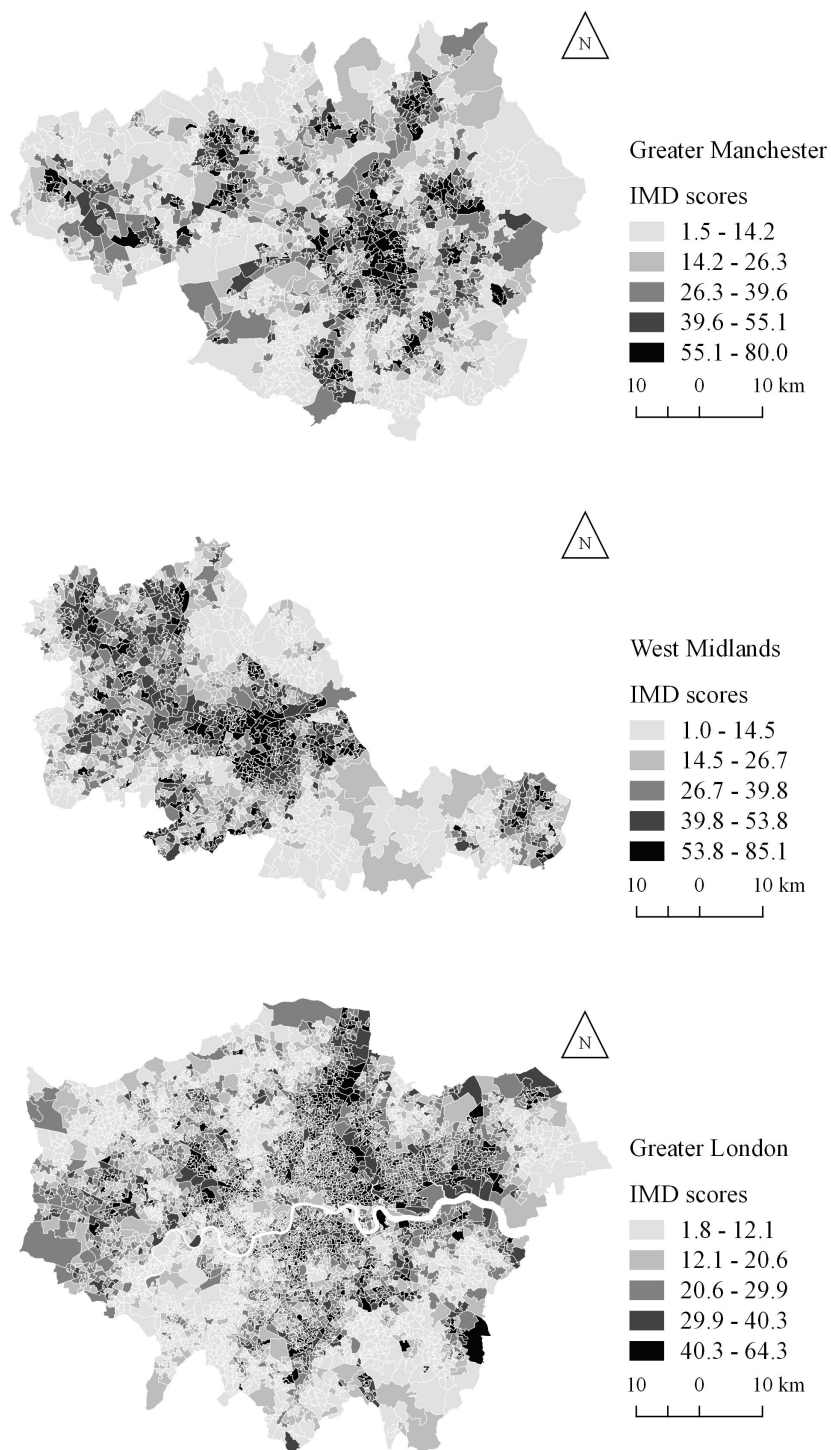 N
Greater Manchester
IMD scores
1.5 - 14.2
14.2 - 26.3
26.3 - 39.6
39.6 - 55.1
55.1 - 80.0
10 0 10 km
N
West Midlands
IMD scores
1.0 - 14.5
14.5 - 26.7
26.7 - 39.8
39.8 - 53.8
53.8 - 85.1
10 0 10 km
N
Greater London
IMD scores
1.8 - 12.1
12.1 - 20.6
20.6 - 29.9
29.9 - 40.3
40.3 - 64.3
10 0 10 km